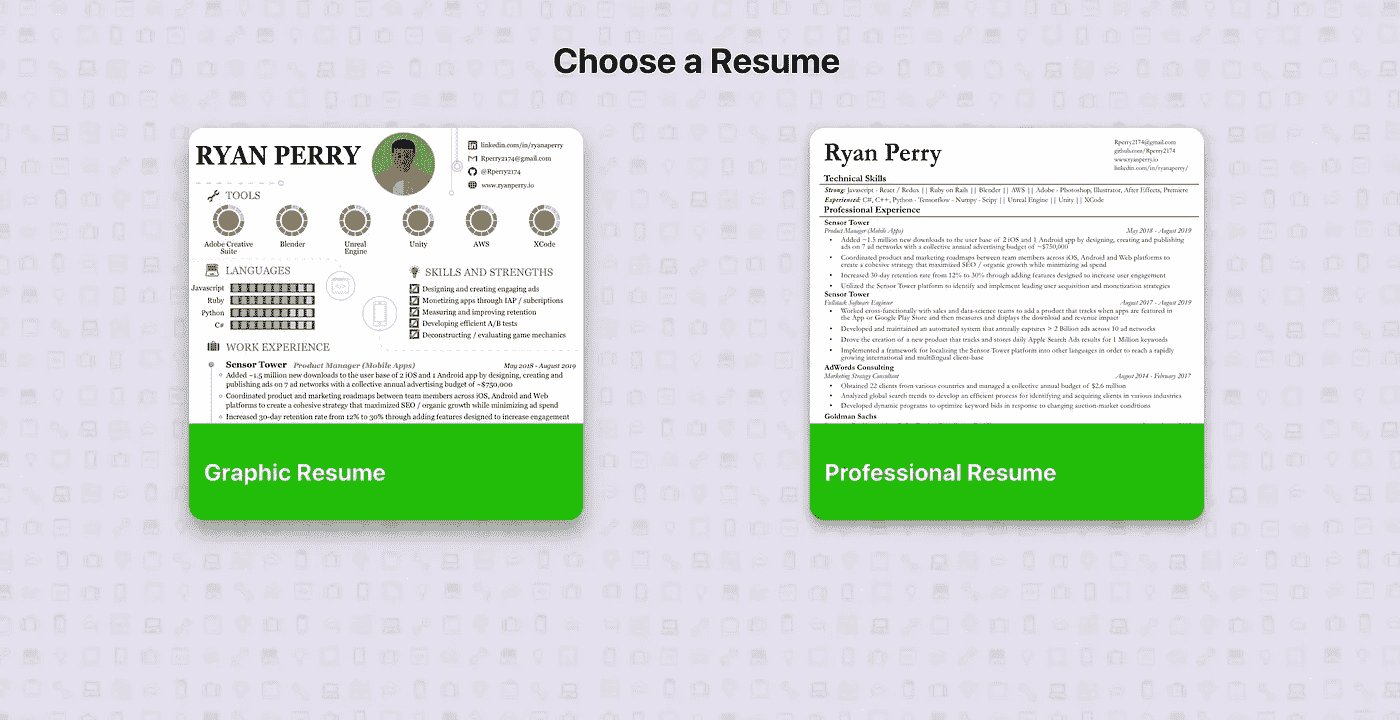 Choose a Resume
RYAN PERRY
linkedin.com/in/ryanaperry
Rperry2174@gmail.com
@Rperry2174
www.ryanperry.io
TOOLS
Adobe Creative
Suite
Blender
Unreal
Engine
Unity
AWS
XCode
LANGUAGES
Javascript
Ruby
Python
C#
SKILLS AND STRENGTHS
Designing and creating engaging ads
Monetizing apps through IAP / subcriptions
Measuring and improving retention
Developing efficient A/B tests
Deconstructing / evaluating game mechanics
WORK EXPERIENCE
Sensor Tower Product Manager (Mobile Apps) May 2018 - August 2019
Added ~1.5 million new downloads to the user base of 2 iOS and 1 Android app by designing, creating and
publishing ads on 7 ad networks with a collective annual advertising budget of ~$750,000
Coordinated product and marketing roadmaps between team members across iOS, Android and Web
platforms to create a cohesive strategy that maximized SEO / organic growth while minimizing ad spend
Increased 30-day retention rate from 12% to 30% through adding features designed to increase engagement
Graphic Resume
Ryan Perry
Rperry2174@gmail.com
github.com/Rperry2174
www.ryanperry.io
linkedin.com/in/ryanaperry/
Technical Skills
Strong: Javascript - React / Redux || Ruby on Rails || Blender || AWS || Adobe - Photoshop, Illustrator, After Effects, Premiere
Experienced: C#, C++, Python - Tensorflow - Numpy - Scipy || Unreal Engine || Unity || XCode
Professional Experience
Sensor Tower
Product Manager (Mobile Apps) May 2018 - August 2019
Added ~1.5 million new downloads to the user base of 2 iOS and 1 Android app by designing, creating and publishing
ads on 7 ad networks with a collective annual advertising budget of ~$750,000
Coordinated product and marketing roadmaps between team members across iOS, Android and Web platforms to
create a cohesive strategy that maximized SEO / organic growth while minimizing ad spend
Increased 30-day retention rate from 12% to 30% through adding features designed to increase user engagement
Utilized the Sensor Tower platform to identify and implement leading user acquisition and monetization strategies
Sensor Tower
Fullstack Software Engineer August 2017 - August 2019
Worked cross-functionally with sales and data-science teams to add a product that tracks when apps are featured in
the App or Google Play Store and then measures and displays the download and revenue impact
Developed and maintained an automated system that annually captures > 2 Billion ads across 10 ad networks
Drove the creation of a new product that tracks and stores daily Apple Search Ads results for 1 Million keywords
Implemented a framework for localizing the Sensor Tower platform into other languages in order to reach a rapidly
growing international and multilingual client-base
AdWords Consulting
Marketing Strategy Consultant August 2014 - February 2017
Obtained 22 clients from various countries and managed a collective annual budget of $2.6 million
Analyzed global search trends to develop an efficient process for identifying and acquiring clients in various industries
Developed dynamic programs to optimize keyword bids in response to changing auction-market conditions
Goldman Sachs
Professional Resume